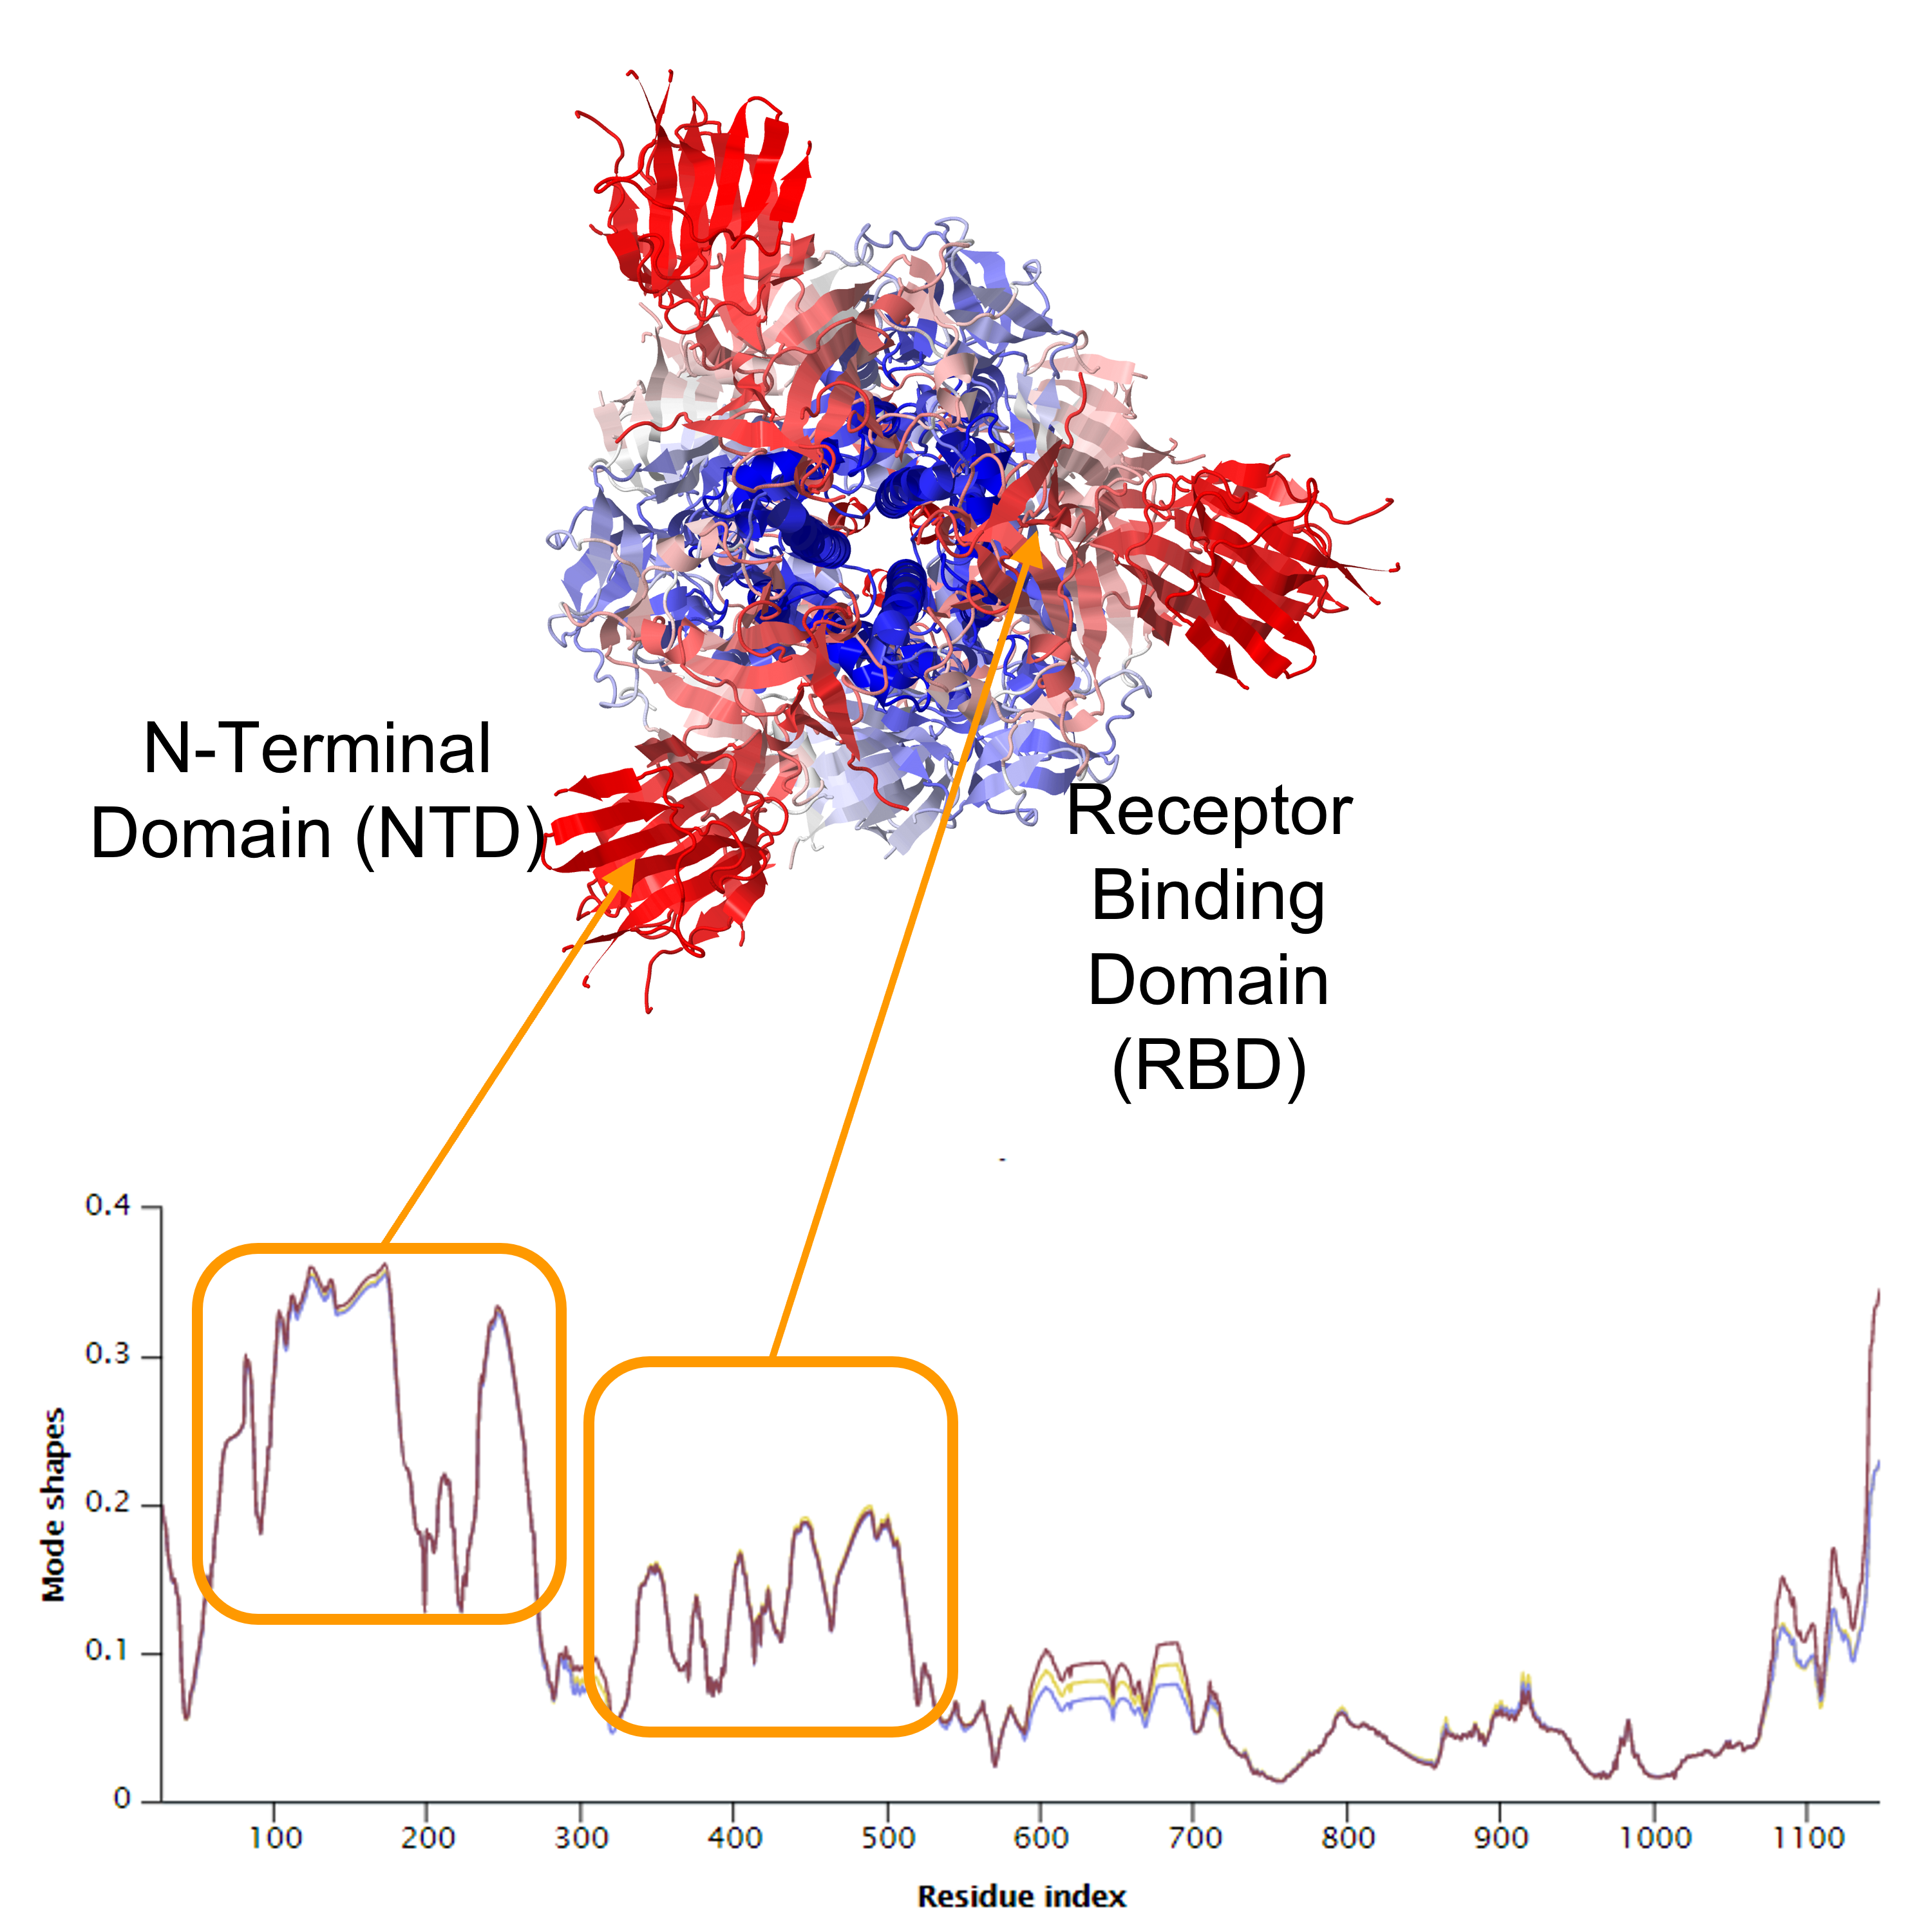 N-Terminal
Domain (NTD)
Receptor
Binding
Domain
(RBD)
-
0.4
0.3
0.2
0.1
0
Mode shapes
100 200 300 400 500 600 700 800 900 1000 1100
Residue index